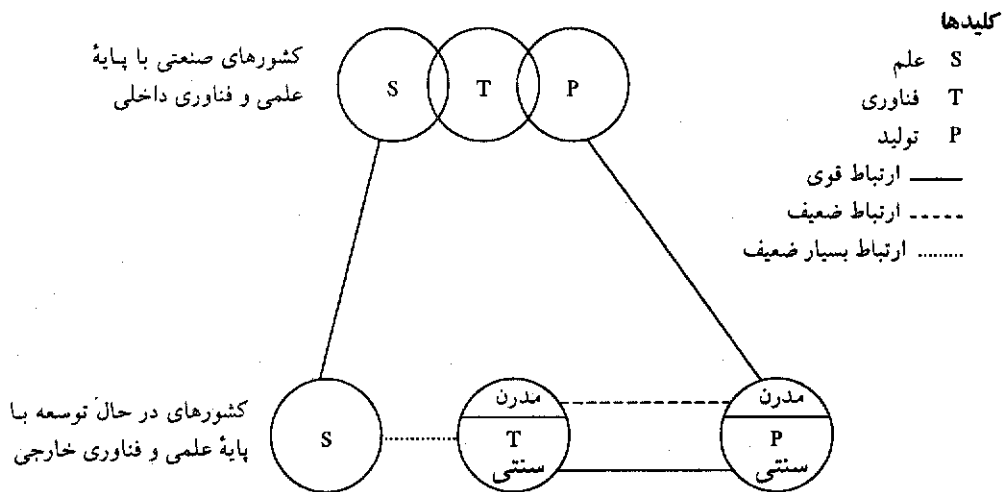 کلیدها
S علم
T فناوری
P تولید
ارتباط قوی
ارتباط ضعیف
ارتباط بسیار ضعیف
کشورهای صنعتی با پایهٔ
علمی و فناوری داخلی
S T P
کشورهای در حال توسعه با
پایهٔ علمی و فناوری خارجی
S
مدرن
T
سنتی
مدرن
P
سنتی